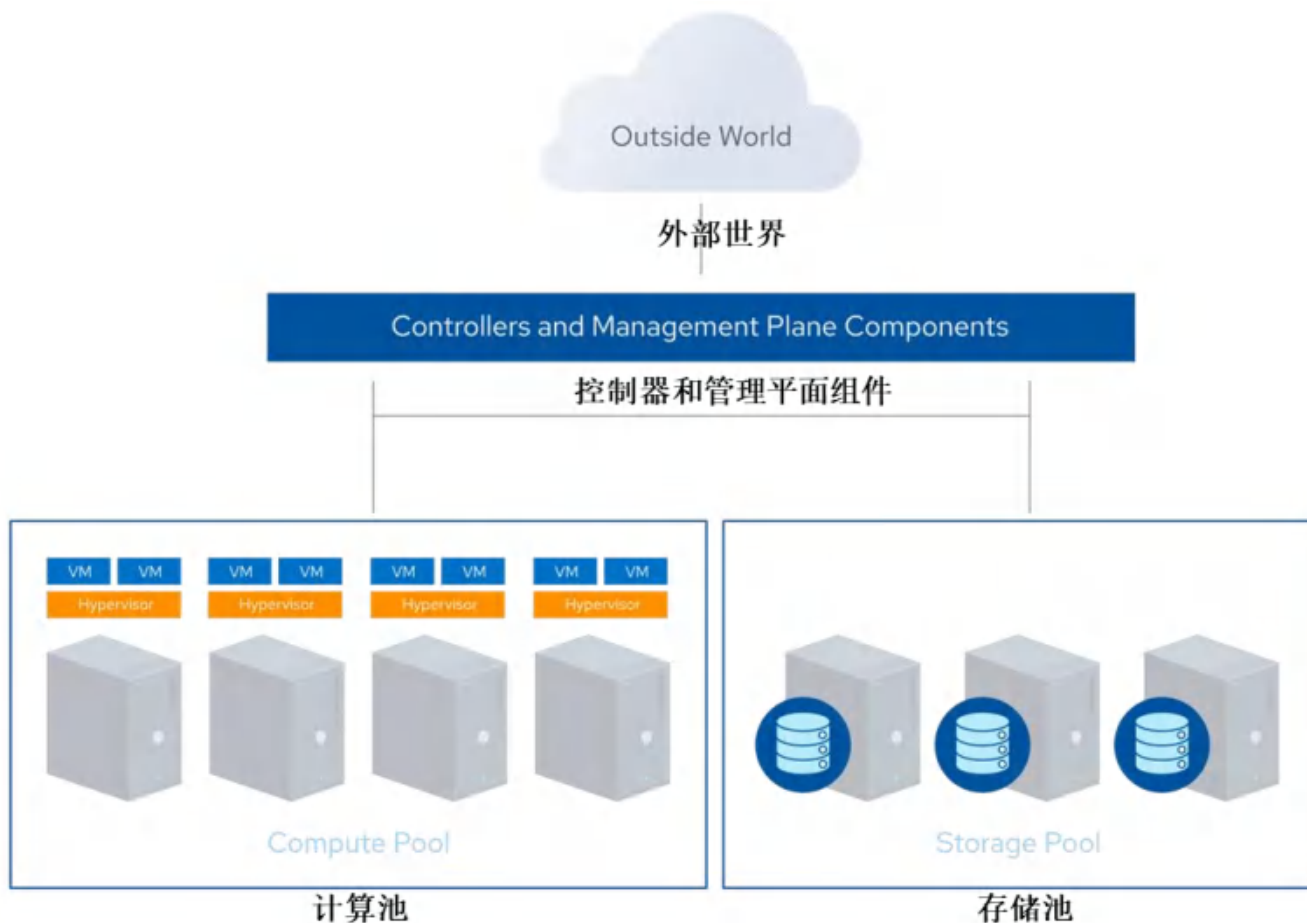 Outside World
外部世界
Controllers and Management Plane Components
控制器和管理平面组件
VM VM VM VM VM VM VM VM
Hypervisor Hypervisor Hypervisor Hypervisor
Compute Pool
Storage Pool
计算池
存储池